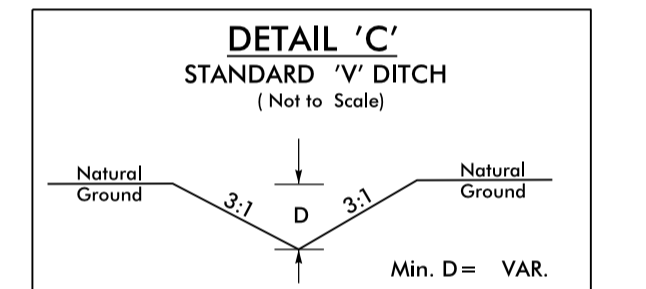 DETAIL 'C'
STANDARD 'V' DITCH
( Not to Scale)
Natural
Ground
3:1
D
3:1
Natural
Ground
Min. D= VAR.